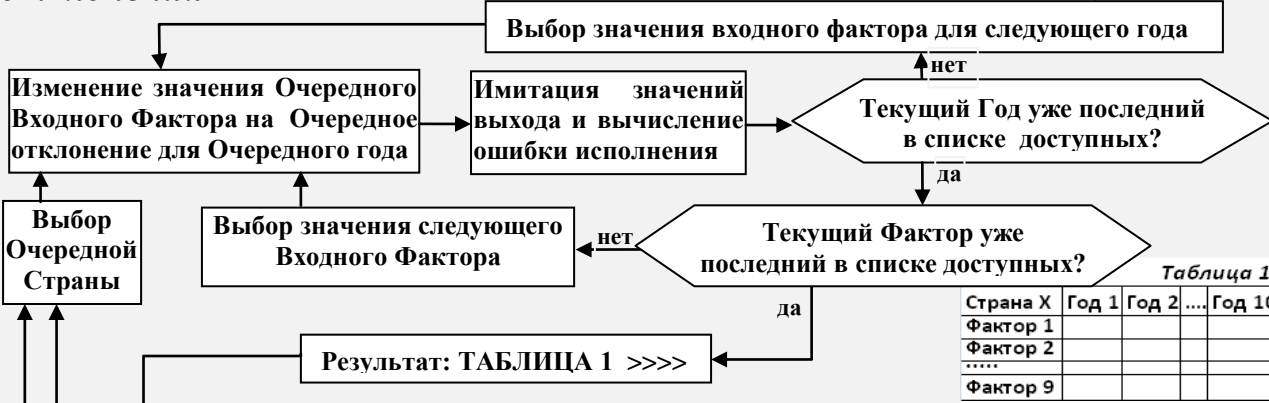 Выбор значения входного фактора для следующего года
нет
Изменение значения Очередного
Входного Фактора на Очередное
отклонение для Очередного года
Имитация значений
выхода и вычисление
ошибки исполнения
Текущий Год уже последний
в списке доступных?
да
Выбор
Очередной
Страны
Выбор значения следующего
Входного Фактора
нет
Текущий Фактор уже
последний в списке доступных?
да
Результат: ТАБЛИЦА 1 >>>>
Таблица 1
Страна X Год 1 Год 2 .... Год 10
Фактор 1
Фактор 2
.....
Фактор 9